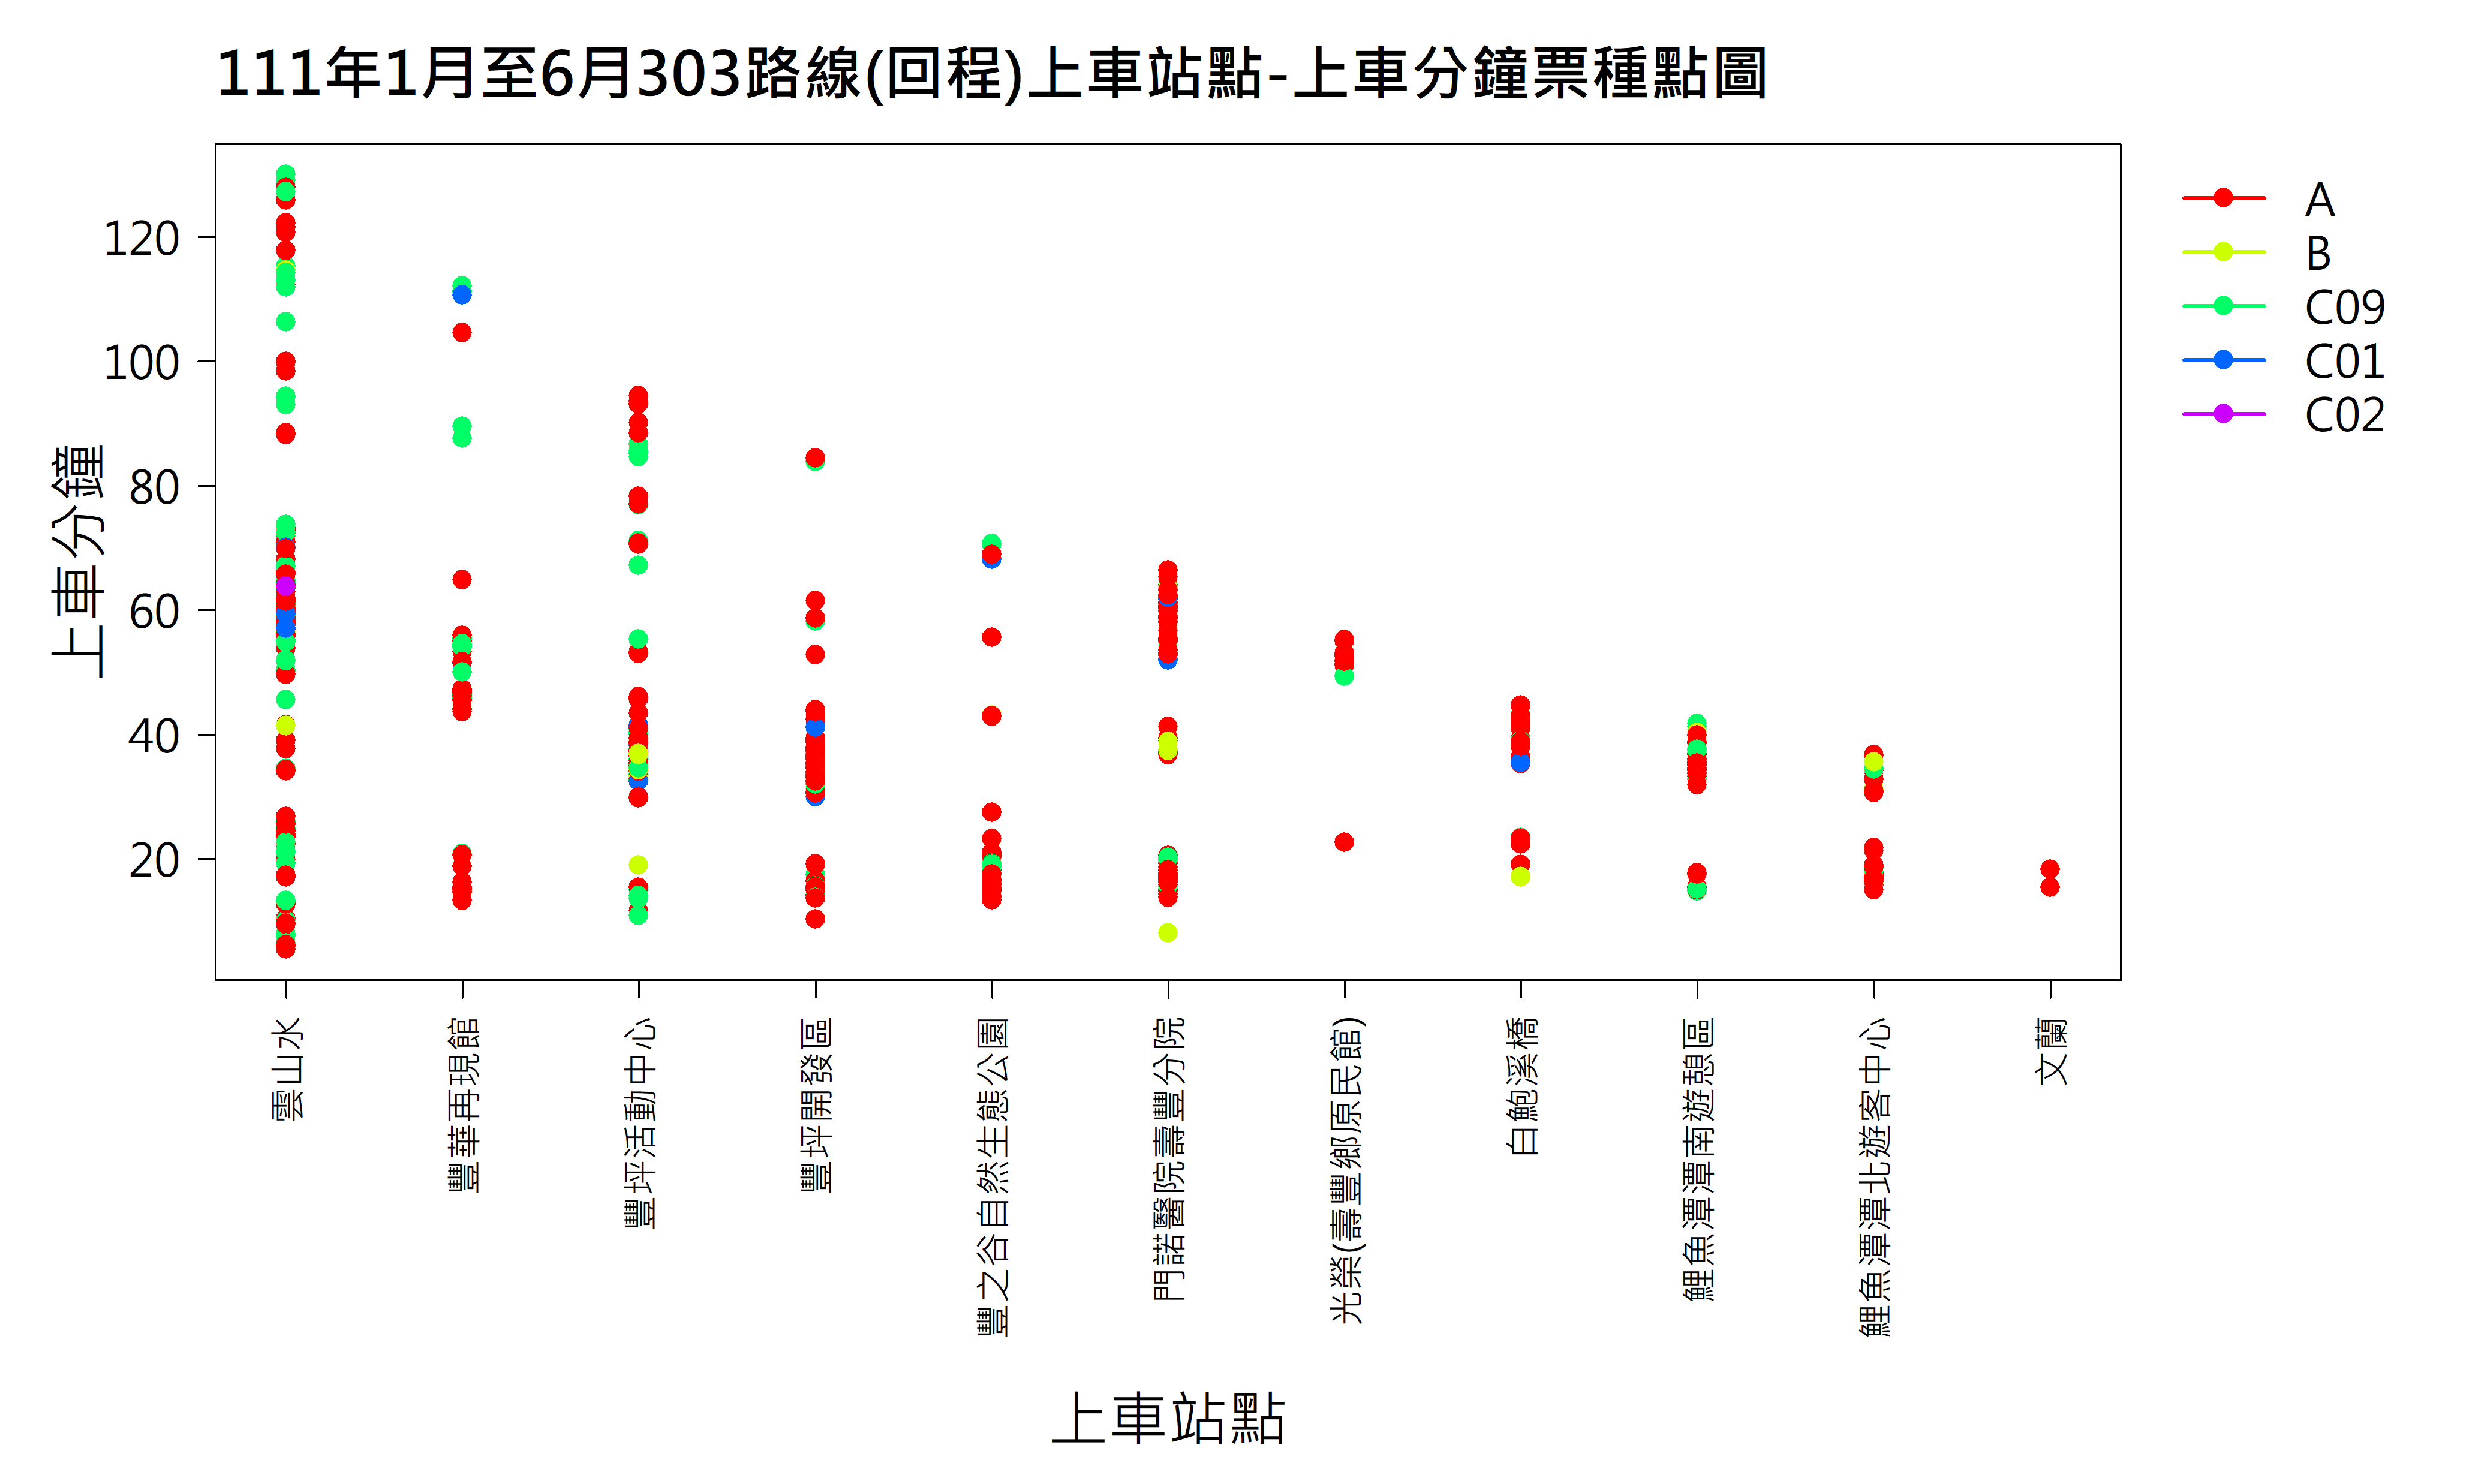 111年1月至6月303路線(回程)上車站點-上車分鐘票種點圖
A
B
C09
C01
C02
上車分鐘
120
100
80
60
40
20
雲山水
豐華再現館
豐坪活動中心
豐坪開發區
豐之谷自然生態公園
門諾醫院壽豐分院
光榮(壽豐鄉原民館)
白鮑溪橋
鯉魚潭潭南遊憩區
鯉魚潭潭北遊客中心
文蘭
上車站點